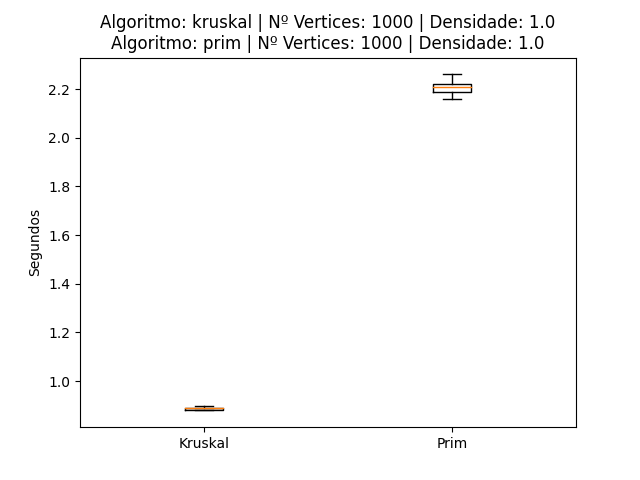 Algoritmo: kruskal | Nº Vertices: 1000 | Densidade: 1.0
Algoritmo: prim | Nº Vertices: 1000 | Densidade: 1.0
Segundos
2.2
2.0
1.8
1.6
1.4
1.2
1.0
Kruskal Prim